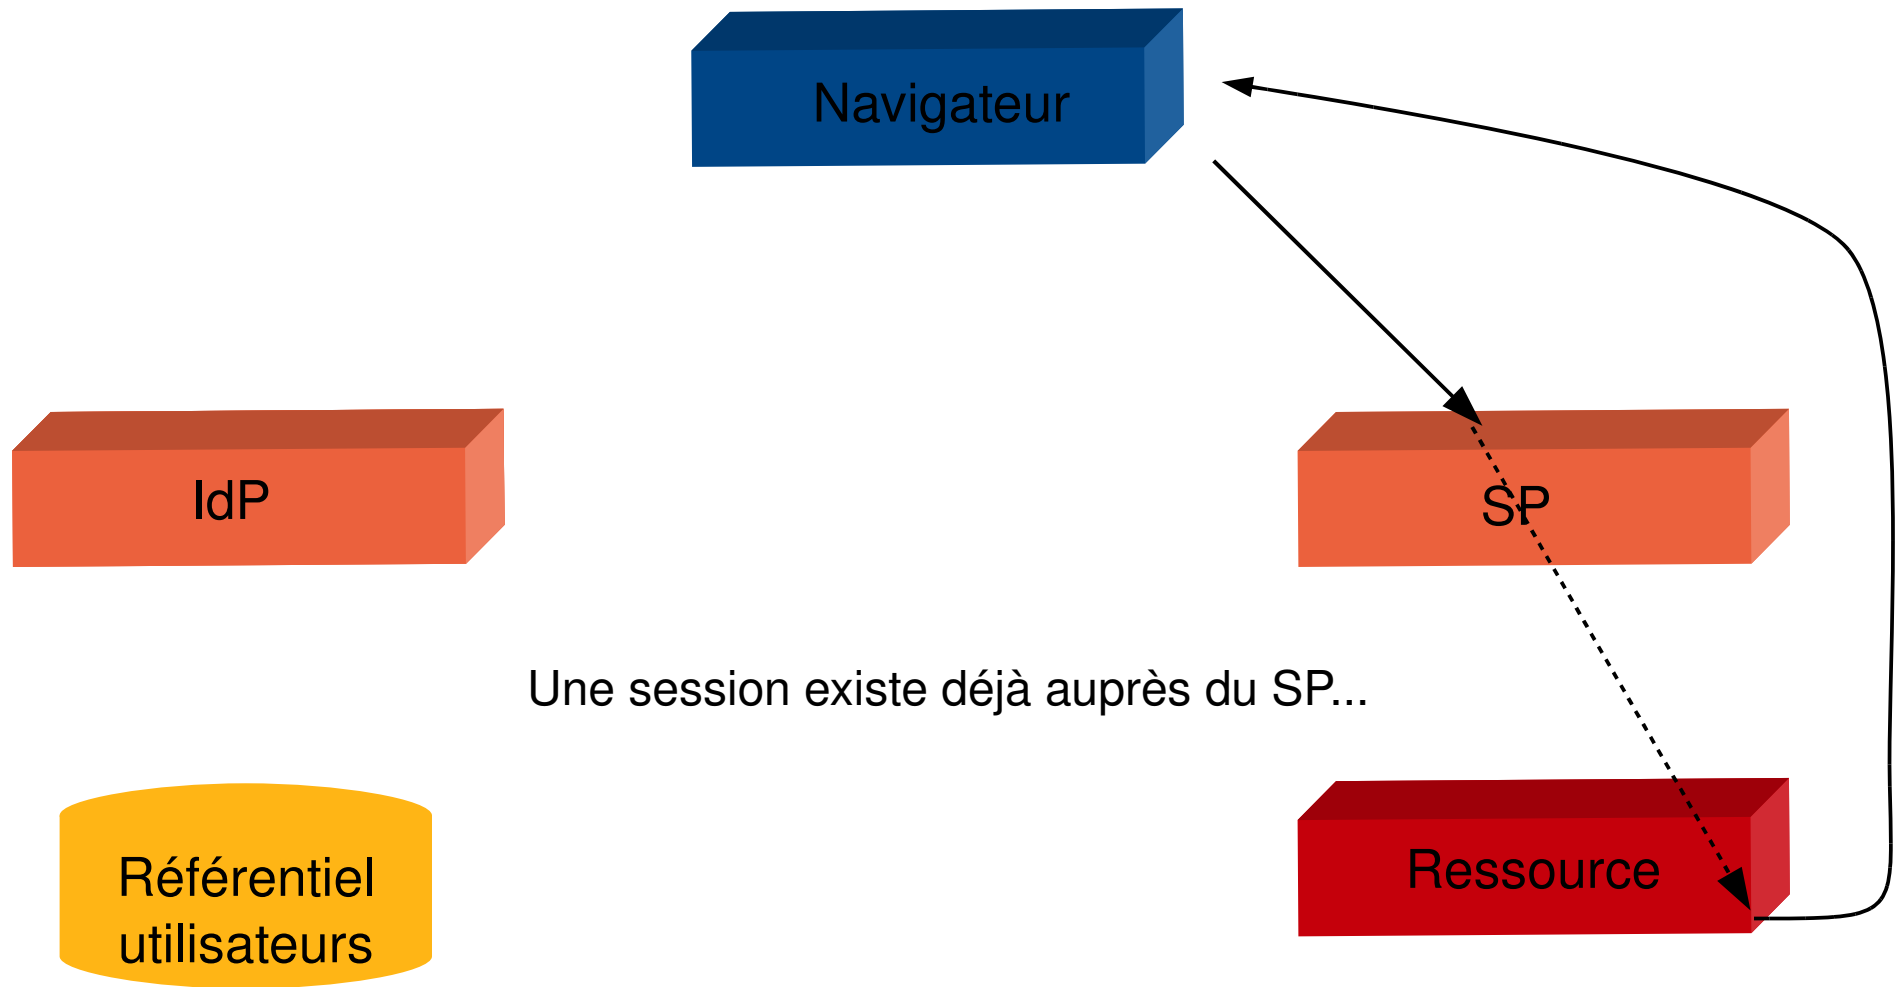 Navigateur
IdP
SP
Une session existe déjà auprès du SP...
Référentiel
utilisateurs
Ressource